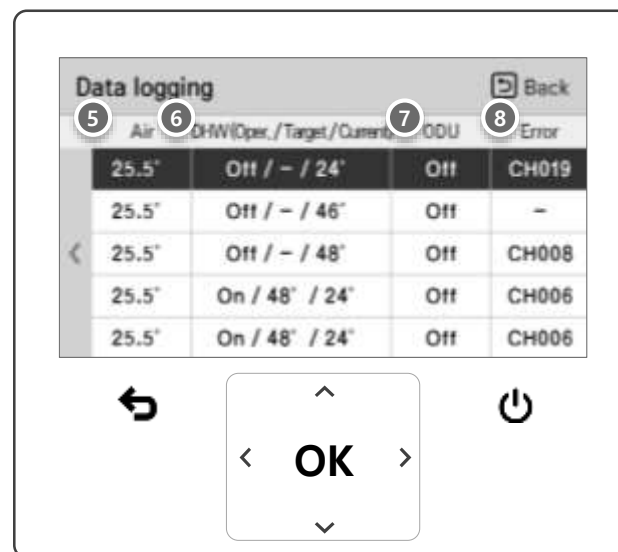 Data logging Back
5 Air 6 DHW(Oper./Target/Current) 7 ODU 8 Error
25.5° Off / – / 24° Off CH019
25.5° Off / – / 46° Off –
25.5° Off / – / 48° Off CH008
25.5° On / 48° / 24° Off CH006
25.5° On / 48° / 24° Off CH006
OK